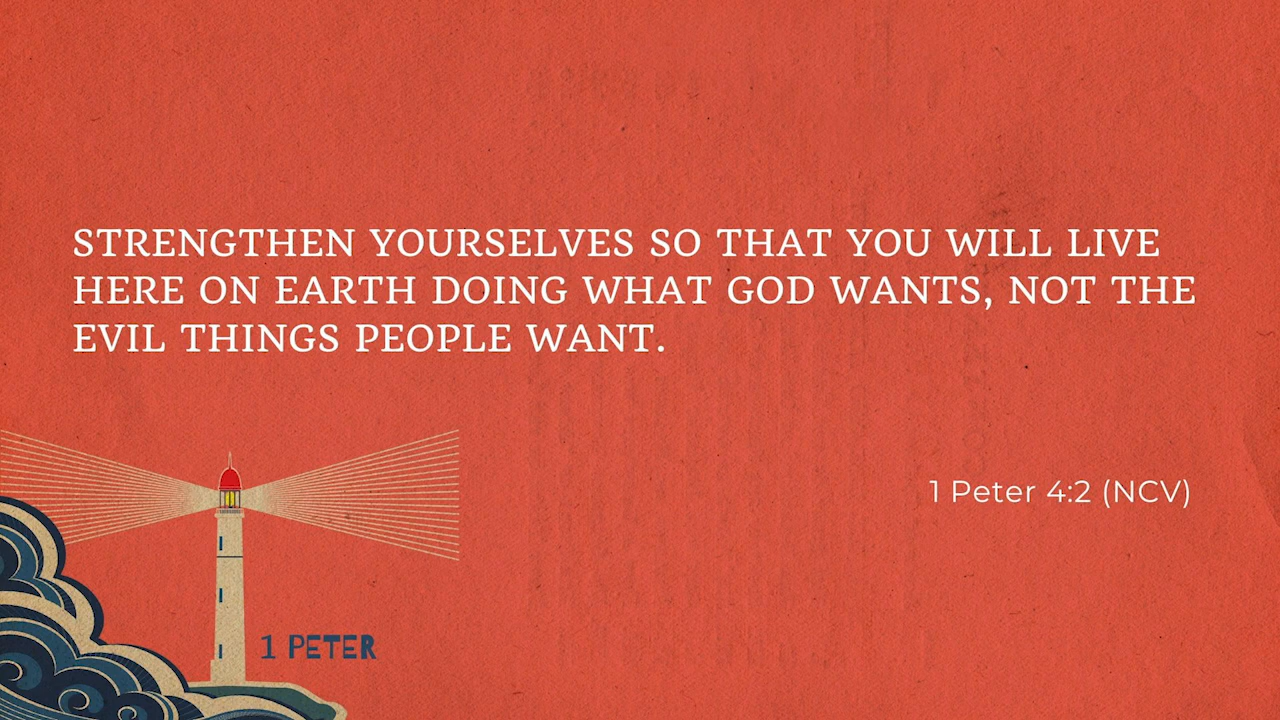 STRENGTHEN YOURSELVES SO THAT YOU WILL LIVE
HERE ON EARTH DOING WHAT GOD WANTS, NOT THE
EVIL THINGS PEOPLE WANT.
1 Peter 4:2 (NCV)
1 PETER